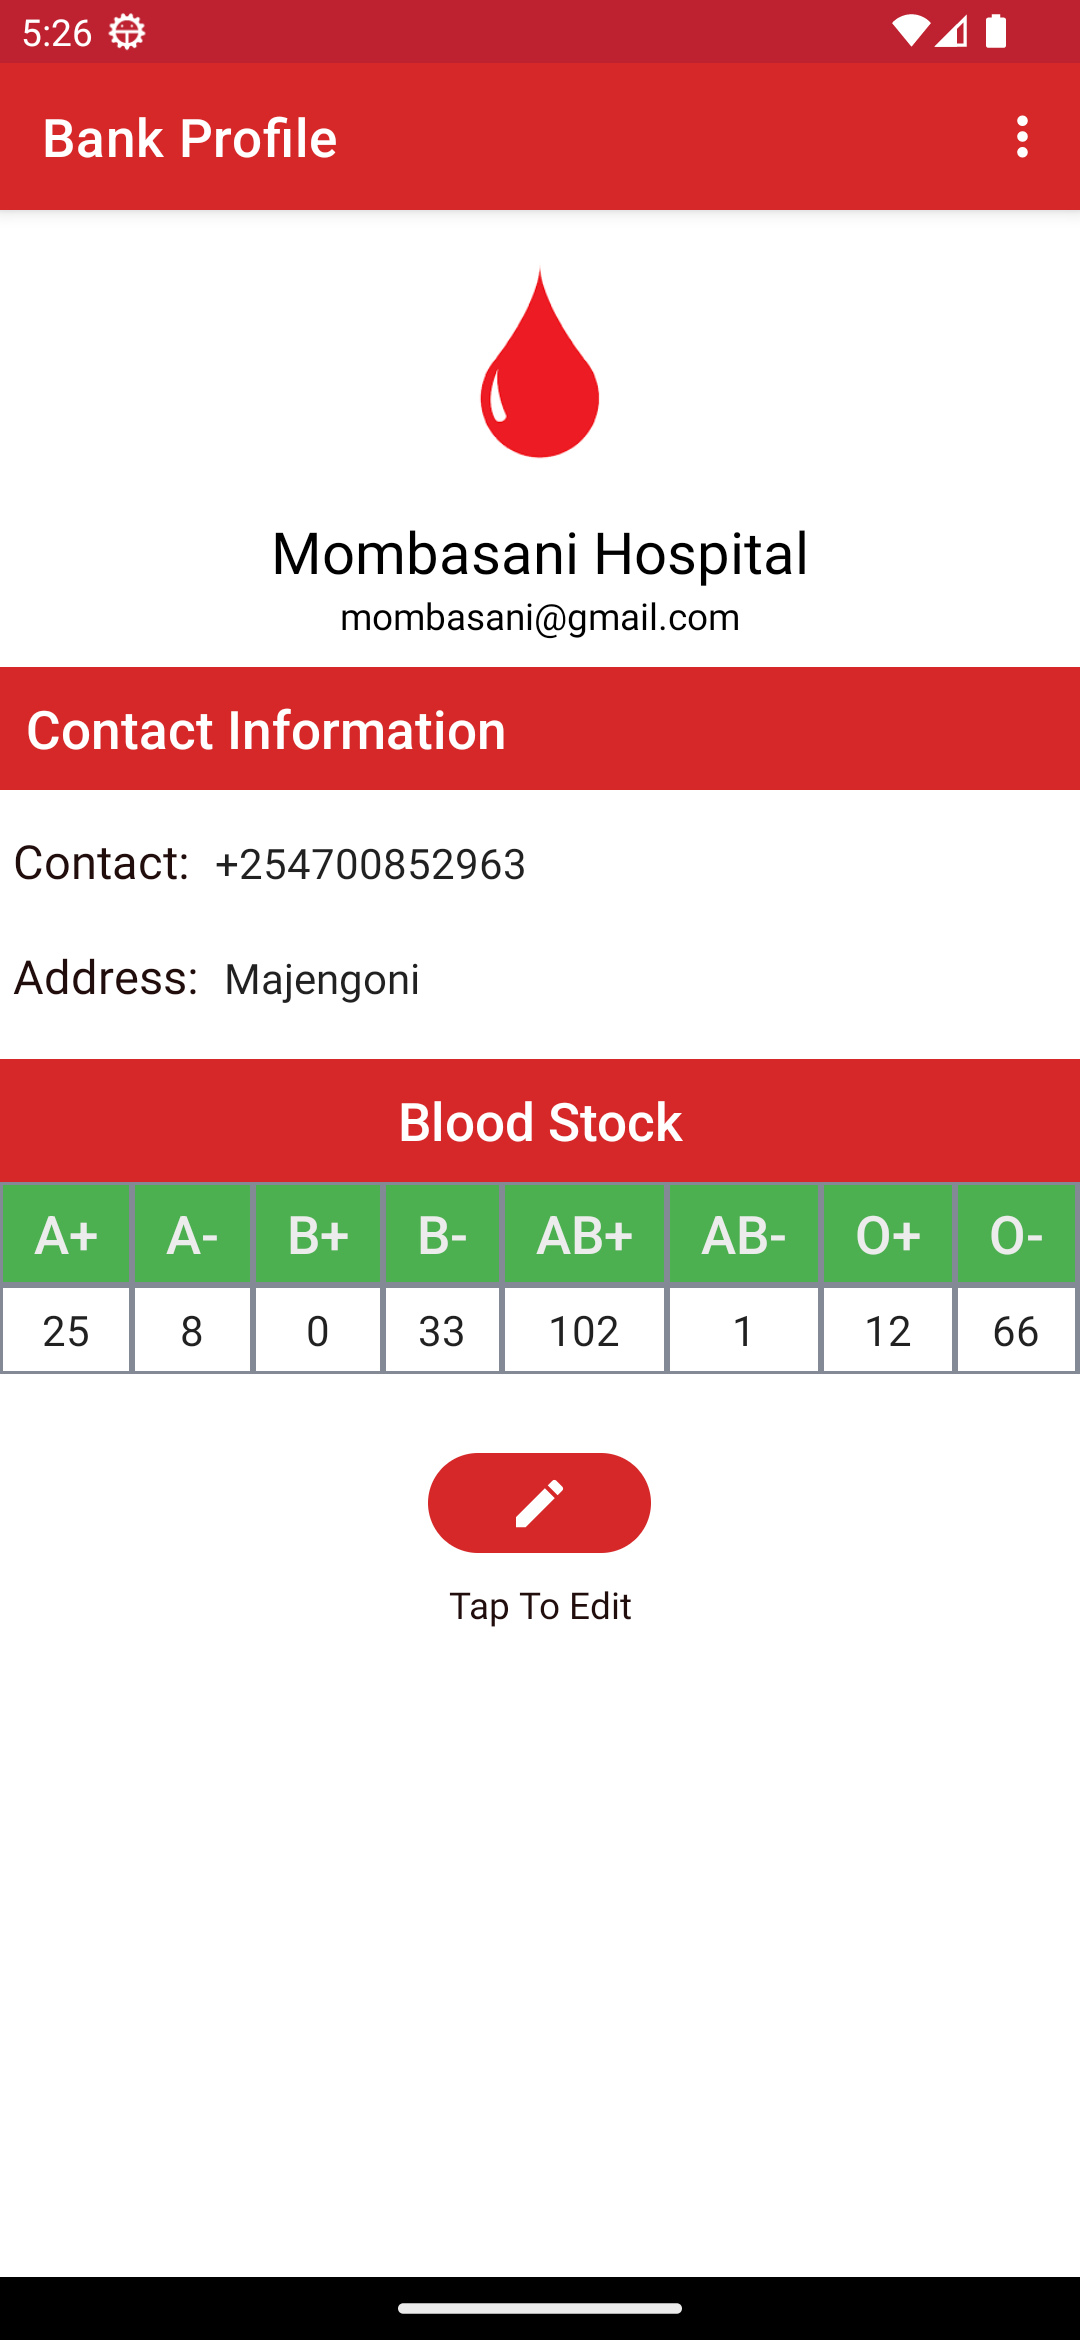 5:26
Bank Profile
Mombasani Hospital
mombasani@gmail.com
Contact Information
Contact: +254700852963
Address: Majengoni
Blood Stock
A+ A- B+ B- AB+ AB- O+ O-
25 8 0 33 102 1 12 66
Tap To Edit